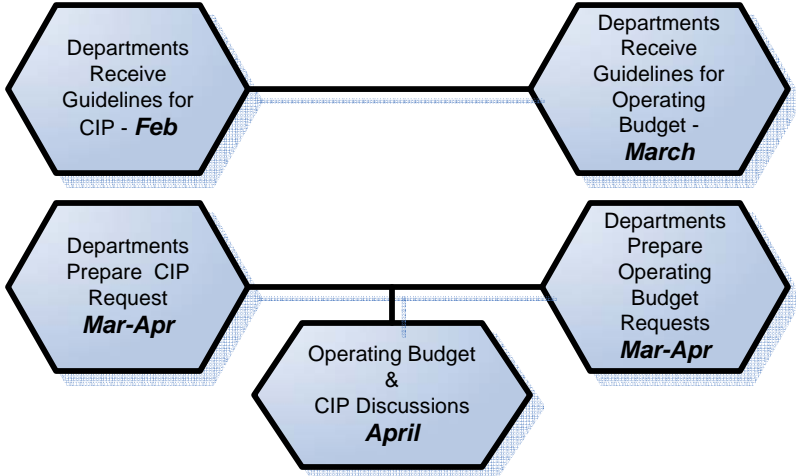 Departments
Receive
Guidelines for
CIP - Feb
Departments
Receive
Guidelines for
Operating
Budget -
March
Departments
Prepare CIP
Request
Mar-Apr
Departments
Prepare
Operating
Budget
Requests
Mar-Apr
Operating Budget
&
CIP Discussions
April